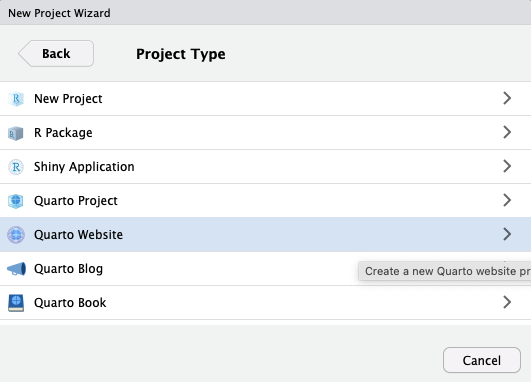 New Project Wizard
Back
Project Type
New Project
R Package
Shiny Application
Quarto Project
Quarto Website
Quarto Blog
Create a new Quarto website pr
Quarto Book
Cancel